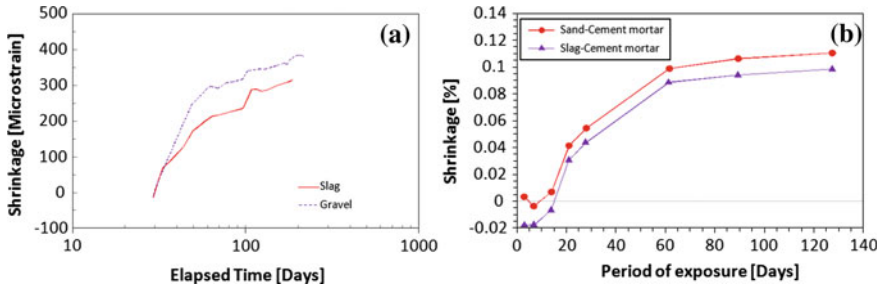 (a)
Shrinkage [Microstrain]
500
400
300
200
100
0
-100
10
100
1000
Elapsed Time [Days]
Slag
Gravel
(b)
Shrinkage [%]
0.14
0.12
0.1
0.08
0.06
0.04
0.02
0
-0.02
0
20
40
60
80
100
120
140
Period of exposure [Days]
Sand-Cement mortar
Slag-Cement mortar